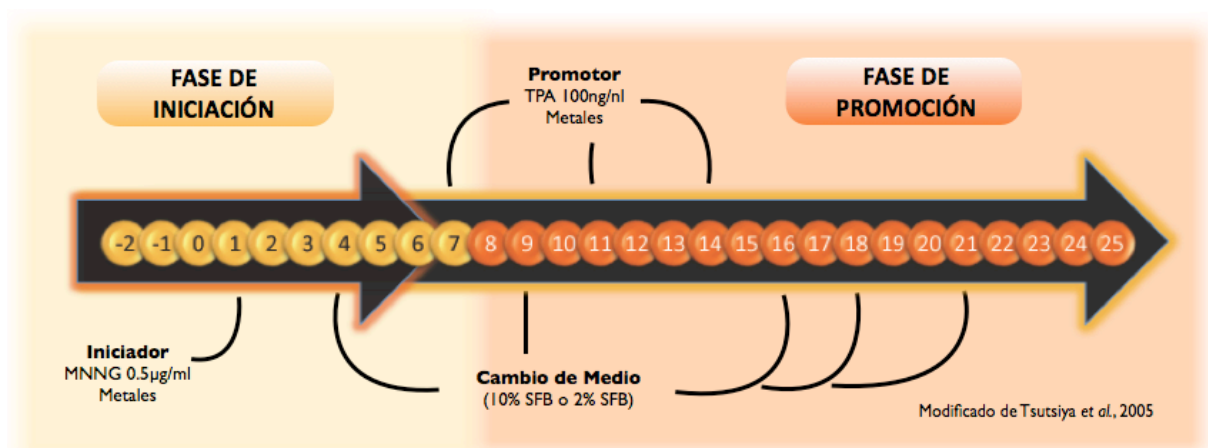 FASE DE
INICIACIÓN
Promotor
TPA 100ng/nl
Metales
FASE DE
PROMOCIÓN
-2 -1 0 1 2 3 4 5 6 7 8 9 10 11 12 13 14 15 16 17 18 19 20 21 22 23 24 25
Iniciador
MNNG 0.5µg/ml
Metales
Cambio de Medio
(10% SFB o 2% SFB)
Modificado de Tsutsiya et al., 2005